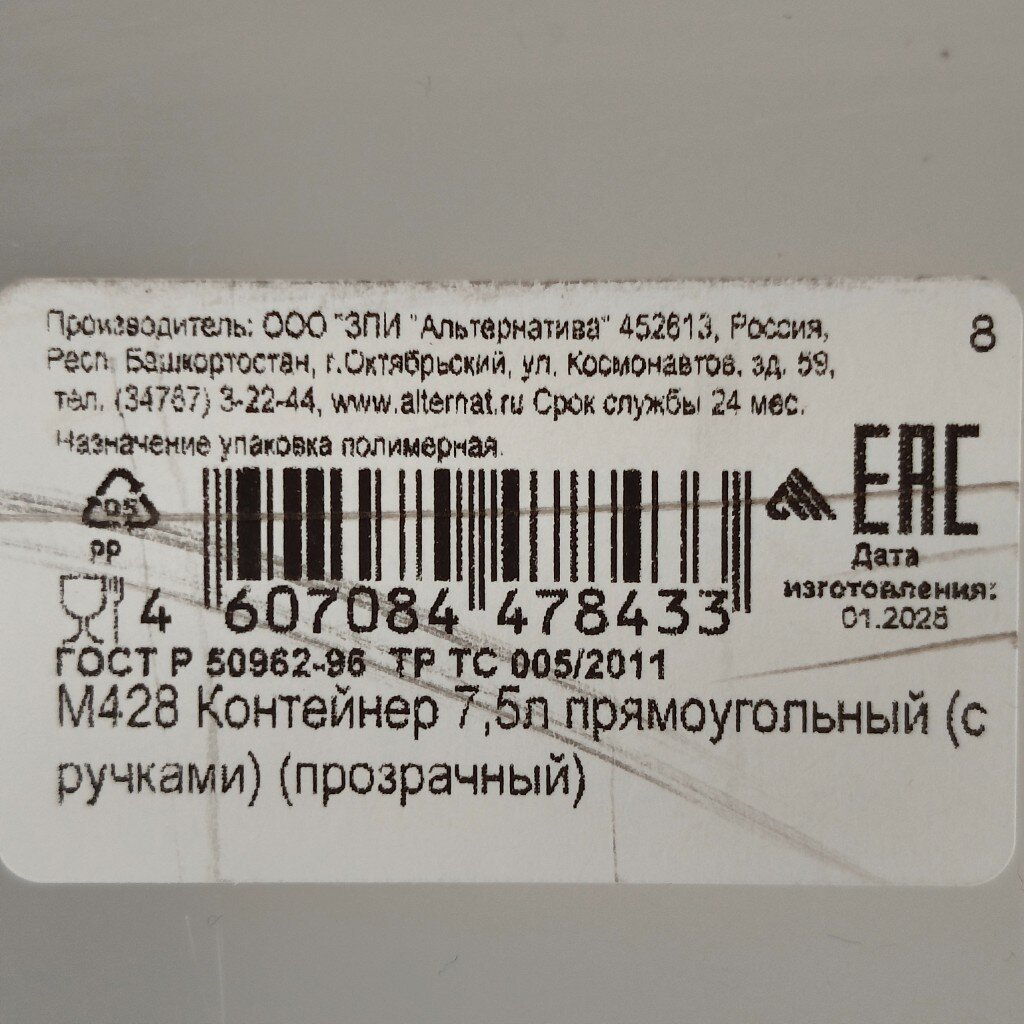 Производитель: ООО "ЗПИ "Альтернатива" 452613, Россия,
8
Респ. Башкортостан, г.Октябрьский, ул. Космонавтов, зд. 59,
тел. (34767) 3-22-44, www.alternat.ru Срок службы 24 мес.
Назначение упаковка полимерная.
EAC
05
PP
Дата
изготовления:
01.2025
4 607084 478433
ГОСТ Р 50962-96 ТР ТС 005/2011
М428 Контейнер 7,5л прямоугольный (с
ручками) (прозрачный)